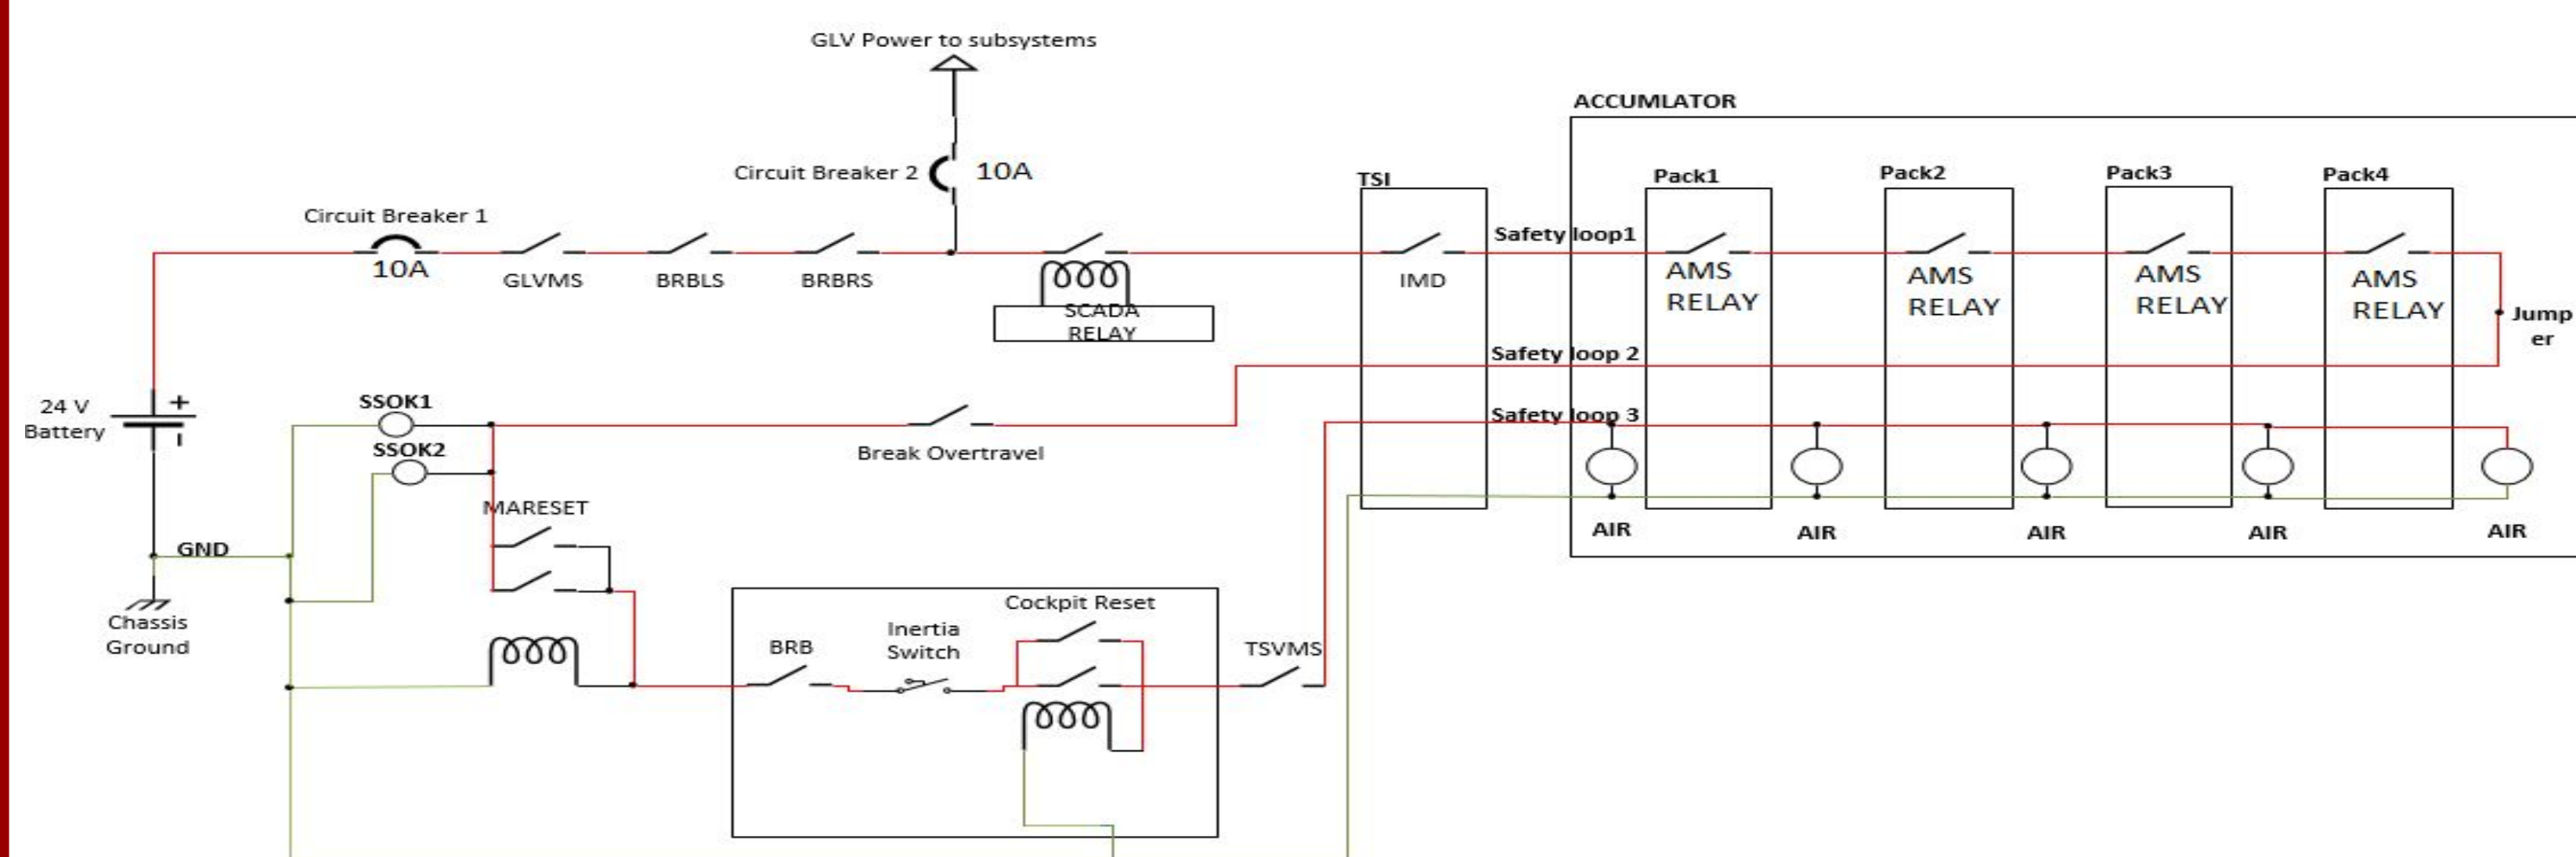 GLV Power to subsystems
ACCUMLATOR
Circuit Breaker 2
10A
TSI
Pack1
Pack2
Pack3
Pack4
Circuit Breaker 1
10A
GLVMS
BRBLS
BRBRS
SCADA
RELAY
IMD
Safety loop1
AMS
RELAY
AMS
RELAY
AMS
RELAY
AMS
RELAY
Jump
er
Safety loop 2
24 V
Battery
+
SSOK1
SSOK2
Break Overtravel
Safety loop 3
MARESET
GND
AIR
AIR
AIR
AIR
AIR
Chassis
Ground
Cockpit Reset
BRB
Inertia
Switch
TSVMS